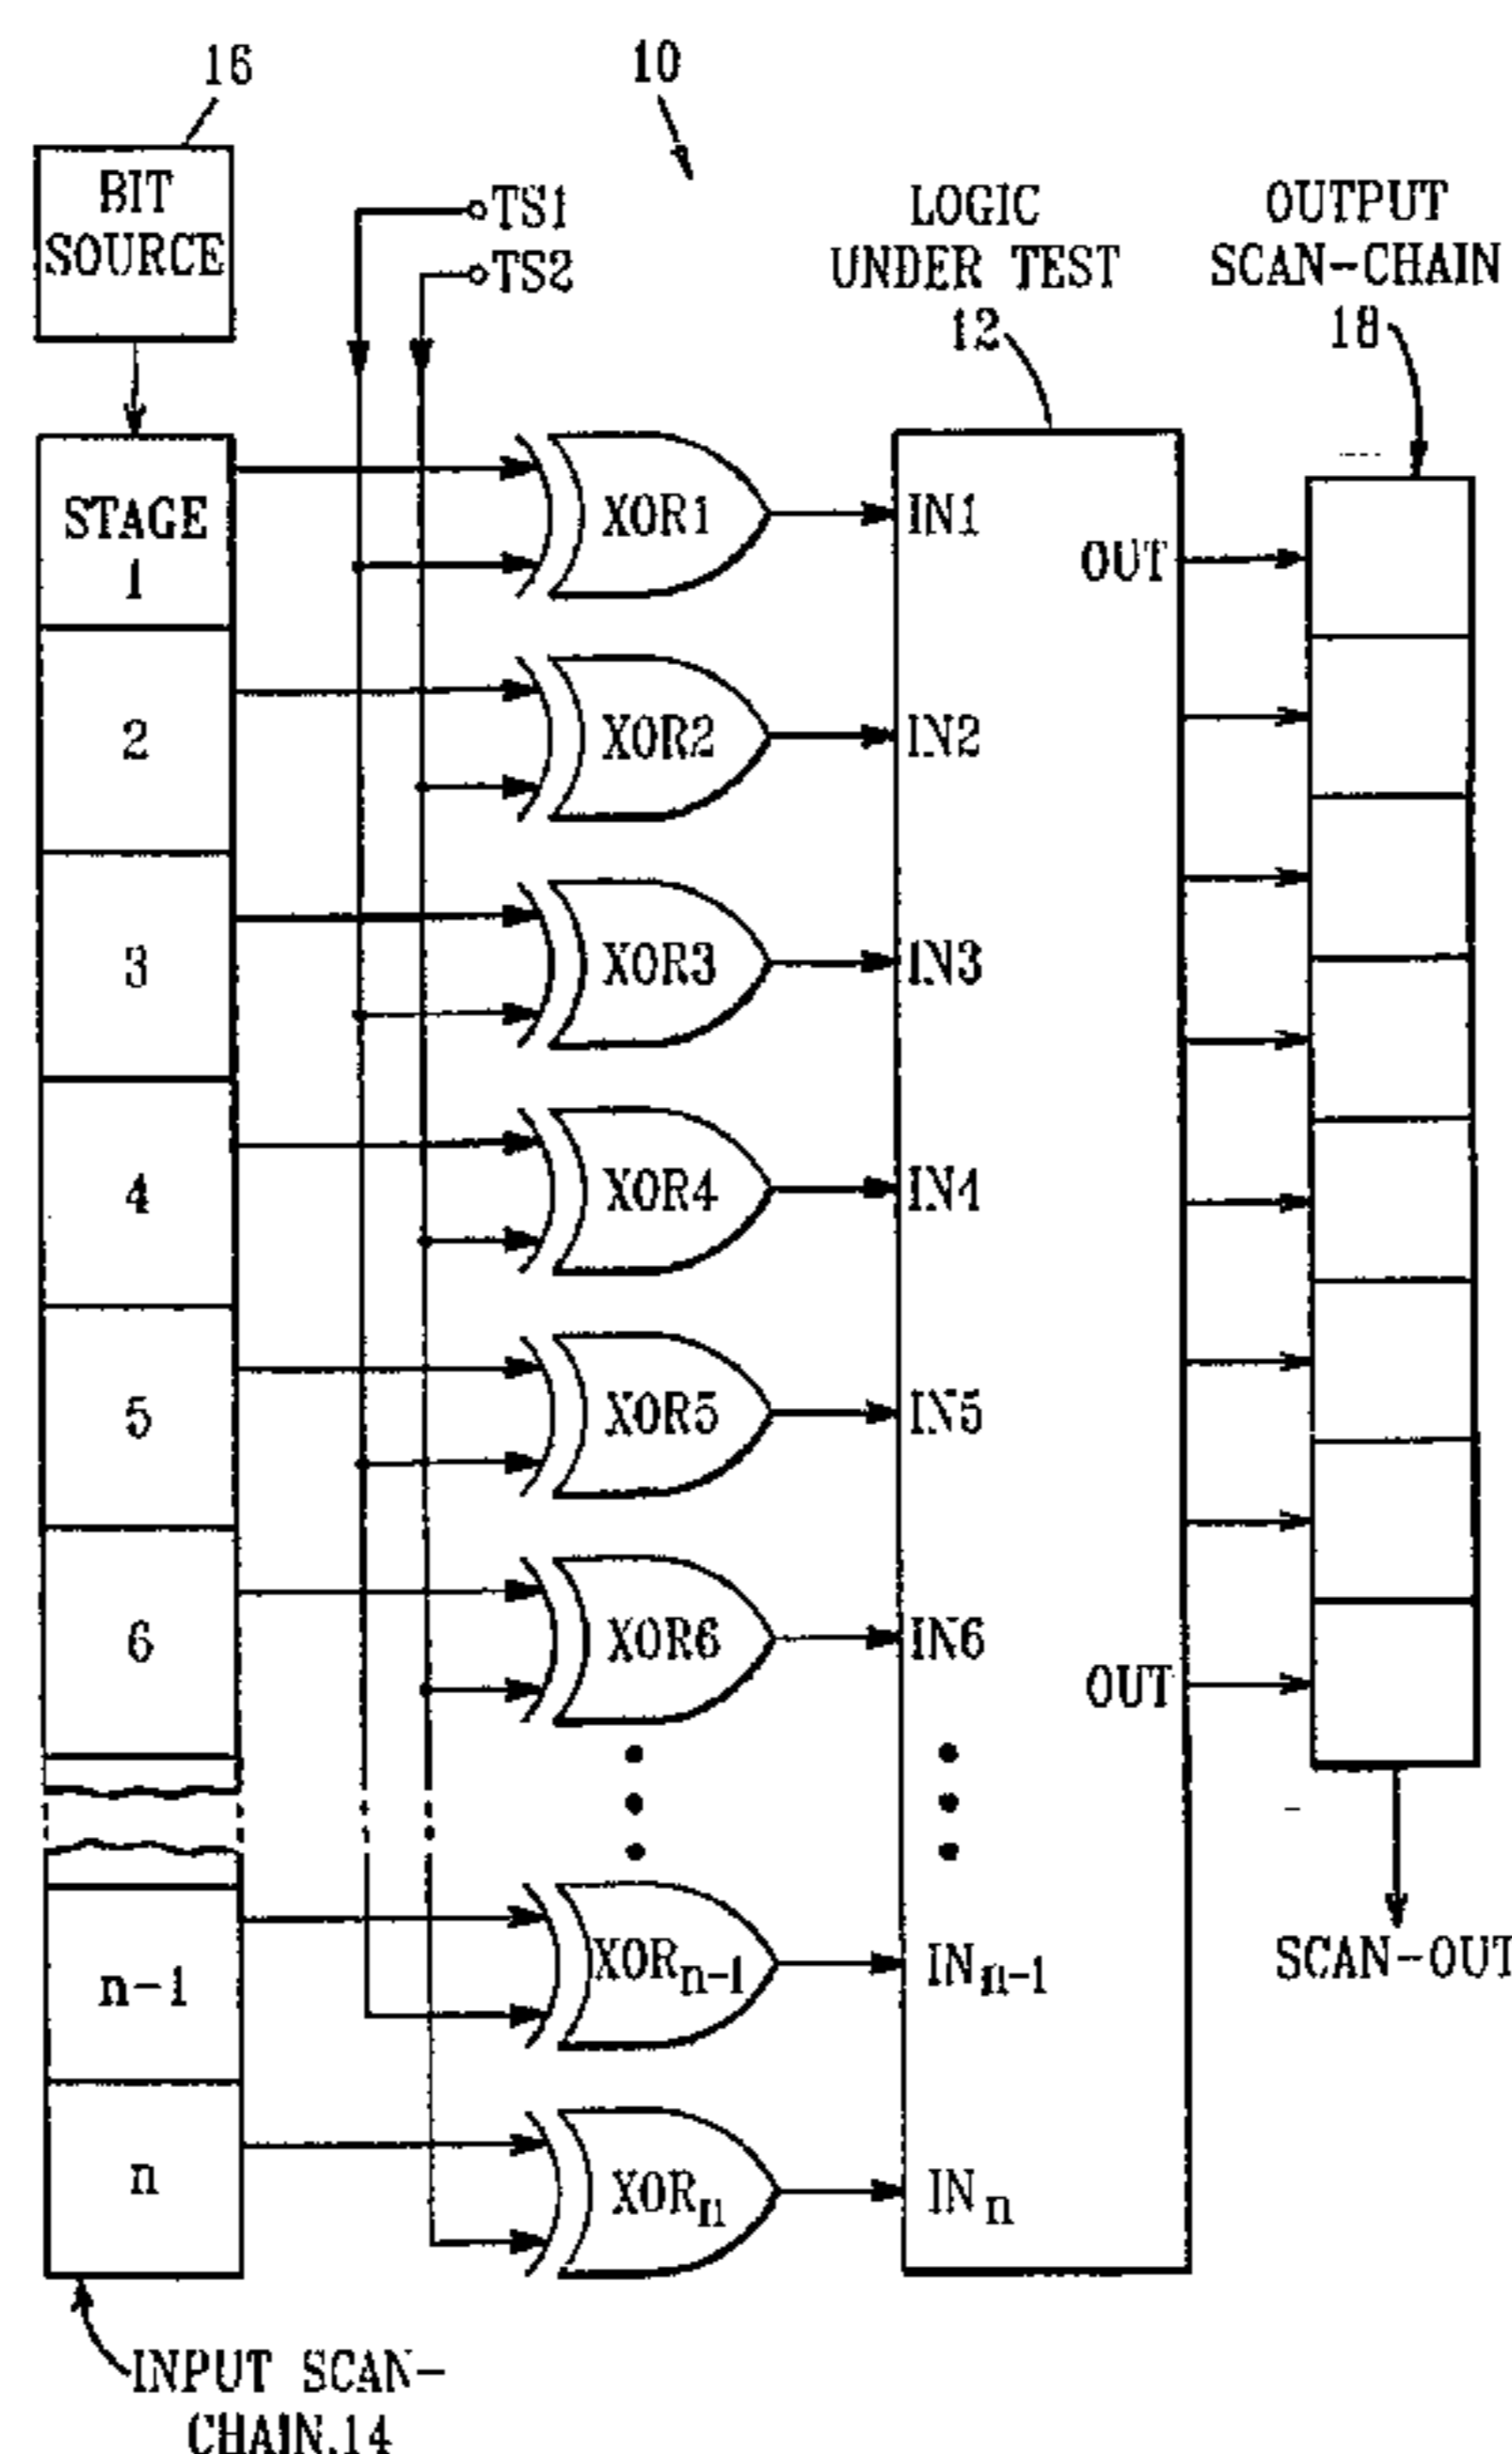 16
10
BIT
SOURCE
TS1
TS2
LOGIC
UNDER TEST
12
OUTPUT
SCAN-CHAIN
18
STAGE
1
XOR1
IN1
OUT
2
XOR2
IN2
3
XOR3
IN3
4
XOR4
IN4
5
XOR5
IN5
6
XOR6
IN6
OUT
n-1
XORn-1
INn-1
SCAN-OUT
n
XORn
INn
INPUT SCAN-
CHAIN,14